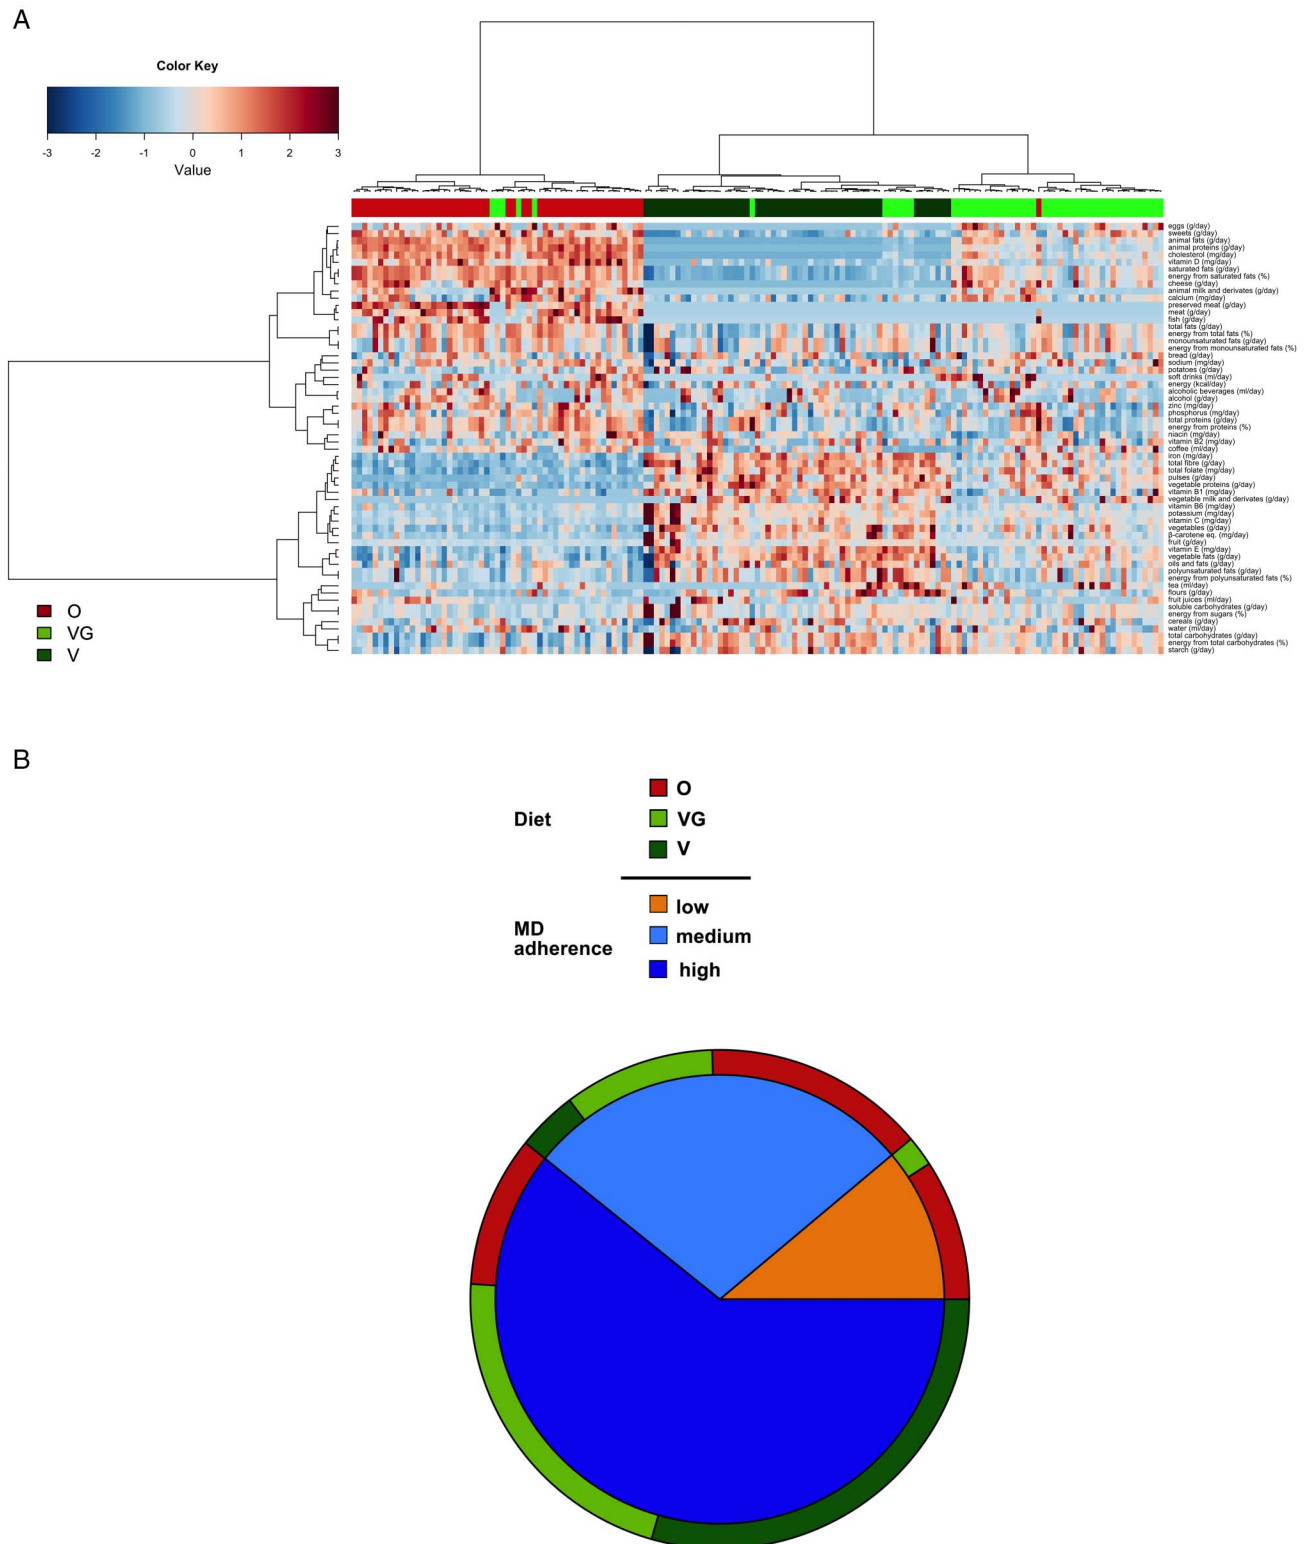 A
Color Key
-3 -2 -1 0 1 2 3
Value
eggs (g/day)
sweets (g/day)
animal fats (g/day)
animal proteins (g/day)
cholesterol (mg/day)
vitamin D (mg/day)
saturated fats (g/day)
energy from saturated fats (%)
cheese (g/day)
animal milk and derivates (g/day)
calcium (mg/day)
preserved meat (g/day)
meat (g/day)
fish (g/day)
total fats (g/day)
energy from total fats (%)
monounsaturated fats (g/day)
energy from monounsaturated fats (%)
bread (g/day)
sodium (mg/day)
potatoes (g/day)
soft drinks (ml/day)
energy (kcal/day)
alcoholic beverages (ml/day)
alcohol (g/day)
zinc (mg/day)
phosphorus (mg/day)
total proteins (g/day)
energy from proteins (%)
niacin (mg/day)
vitamin B2 (mg/day)
coffee (ml/day)
iron (mg/day)
total fibre (g/day)
total folate (mg/day)
pulses (g/day)
vegetable proteins (g/day)
vitamin B1 (mg/day)
vegetable milk and derivates (g/day)
vitamin B6 (mg/day)
potassium (mg/day)
vitamin C (mg/day)
vegetables (g/day)
β-carotene eq. (mg/day)
fruit (g/day)
vitamin E (mg/day)
vegetable fats (g/day)
oils and fats (g/day)
polyunsaturated fats (g/day)
energy from polyunsaturated fats (%)
tea (ml/day)
flours (g/day)
fruit juices (ml/day)
soluble carbohydrates (g/day)
energy from sugars (%)
cereals (g/day)
water (ml/day)
total carbohydrates (g/day)
energy from total carbohydrates (%)
starch (g/day)
O
VG
V
B
Diet
O
VG
V
MD
adherence
low
medium
high